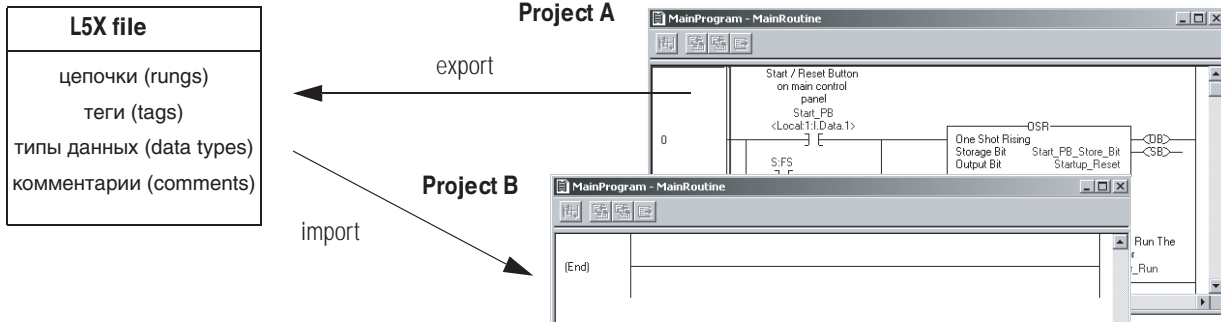 L5X file
цепочки (rungs)
теги (tags)
типы данных (data types)
комментарии (comments)
export
import
Project A
MainProgram - MainRoutine
Start / Reset Button
on main control
panel
Start_PB
<Local:1:I.Data.1>
0
S:FS
OSR
One Shot Rising
Storage Bit Start_PB_Store_Bit
Output Bit Startup_Reset
OB
SB
Project B
MainProgram - MainRoutine
(End)
Run The
_Run